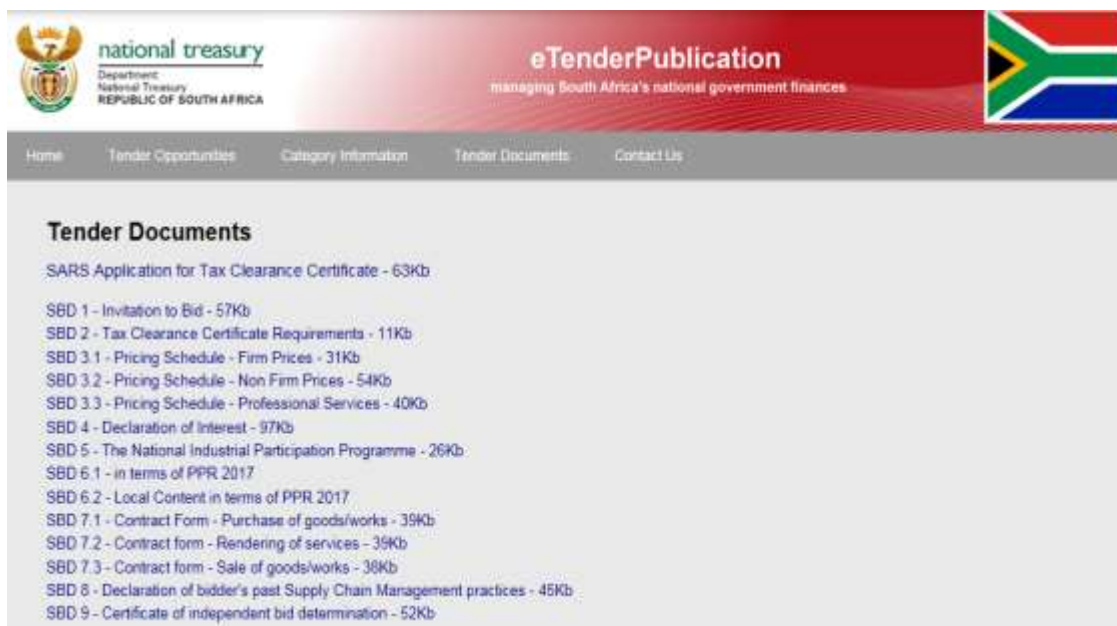 national treasury
Department:
National Treasury
REPUBLIC OF SOUTH AFRICA
eTenderPublication
managing South Africa's national government finances
Home Tender Opportunities Category Information Tender Documents Contact Us
Tender Documents
SARS Application for Tax Clearance Certificate - 63Kb
SBD 1 - Invitation to Bid - 57Kb
SBD 2 - Tax Clearance Certificate Requirements - 11Kb
SBD 3.1 - Pricing Schedule - Firm Prices - 31Kb
SBD 3.2 - Pricing Schedule - Non Firm Prices - 54Kb
SBD 3.3 - Pricing Schedule - Professional Services - 40Kb
SBD 4 - Declaration of Interest - 97Kb
SBD 5 - The National Industrial Participation Programme - 26Kb
SBD 6.1 - in terms of PPR 2017
SBD 6.2 - Local Content in terms of PPR 2017
SBD 7.1 - Contract Form - Purchase of goods/works - 39Kb
SBD 7.2 - Contract form - Rendering of services - 39Kb
SBD 7.3 - Contract form - Sale of goods/works - 36Kb
SBD 8 - Declaration of bidder's past Supply Chain Management practices - 45Kb
SBD 9 - Certificate of independent bid determination - 52Kb